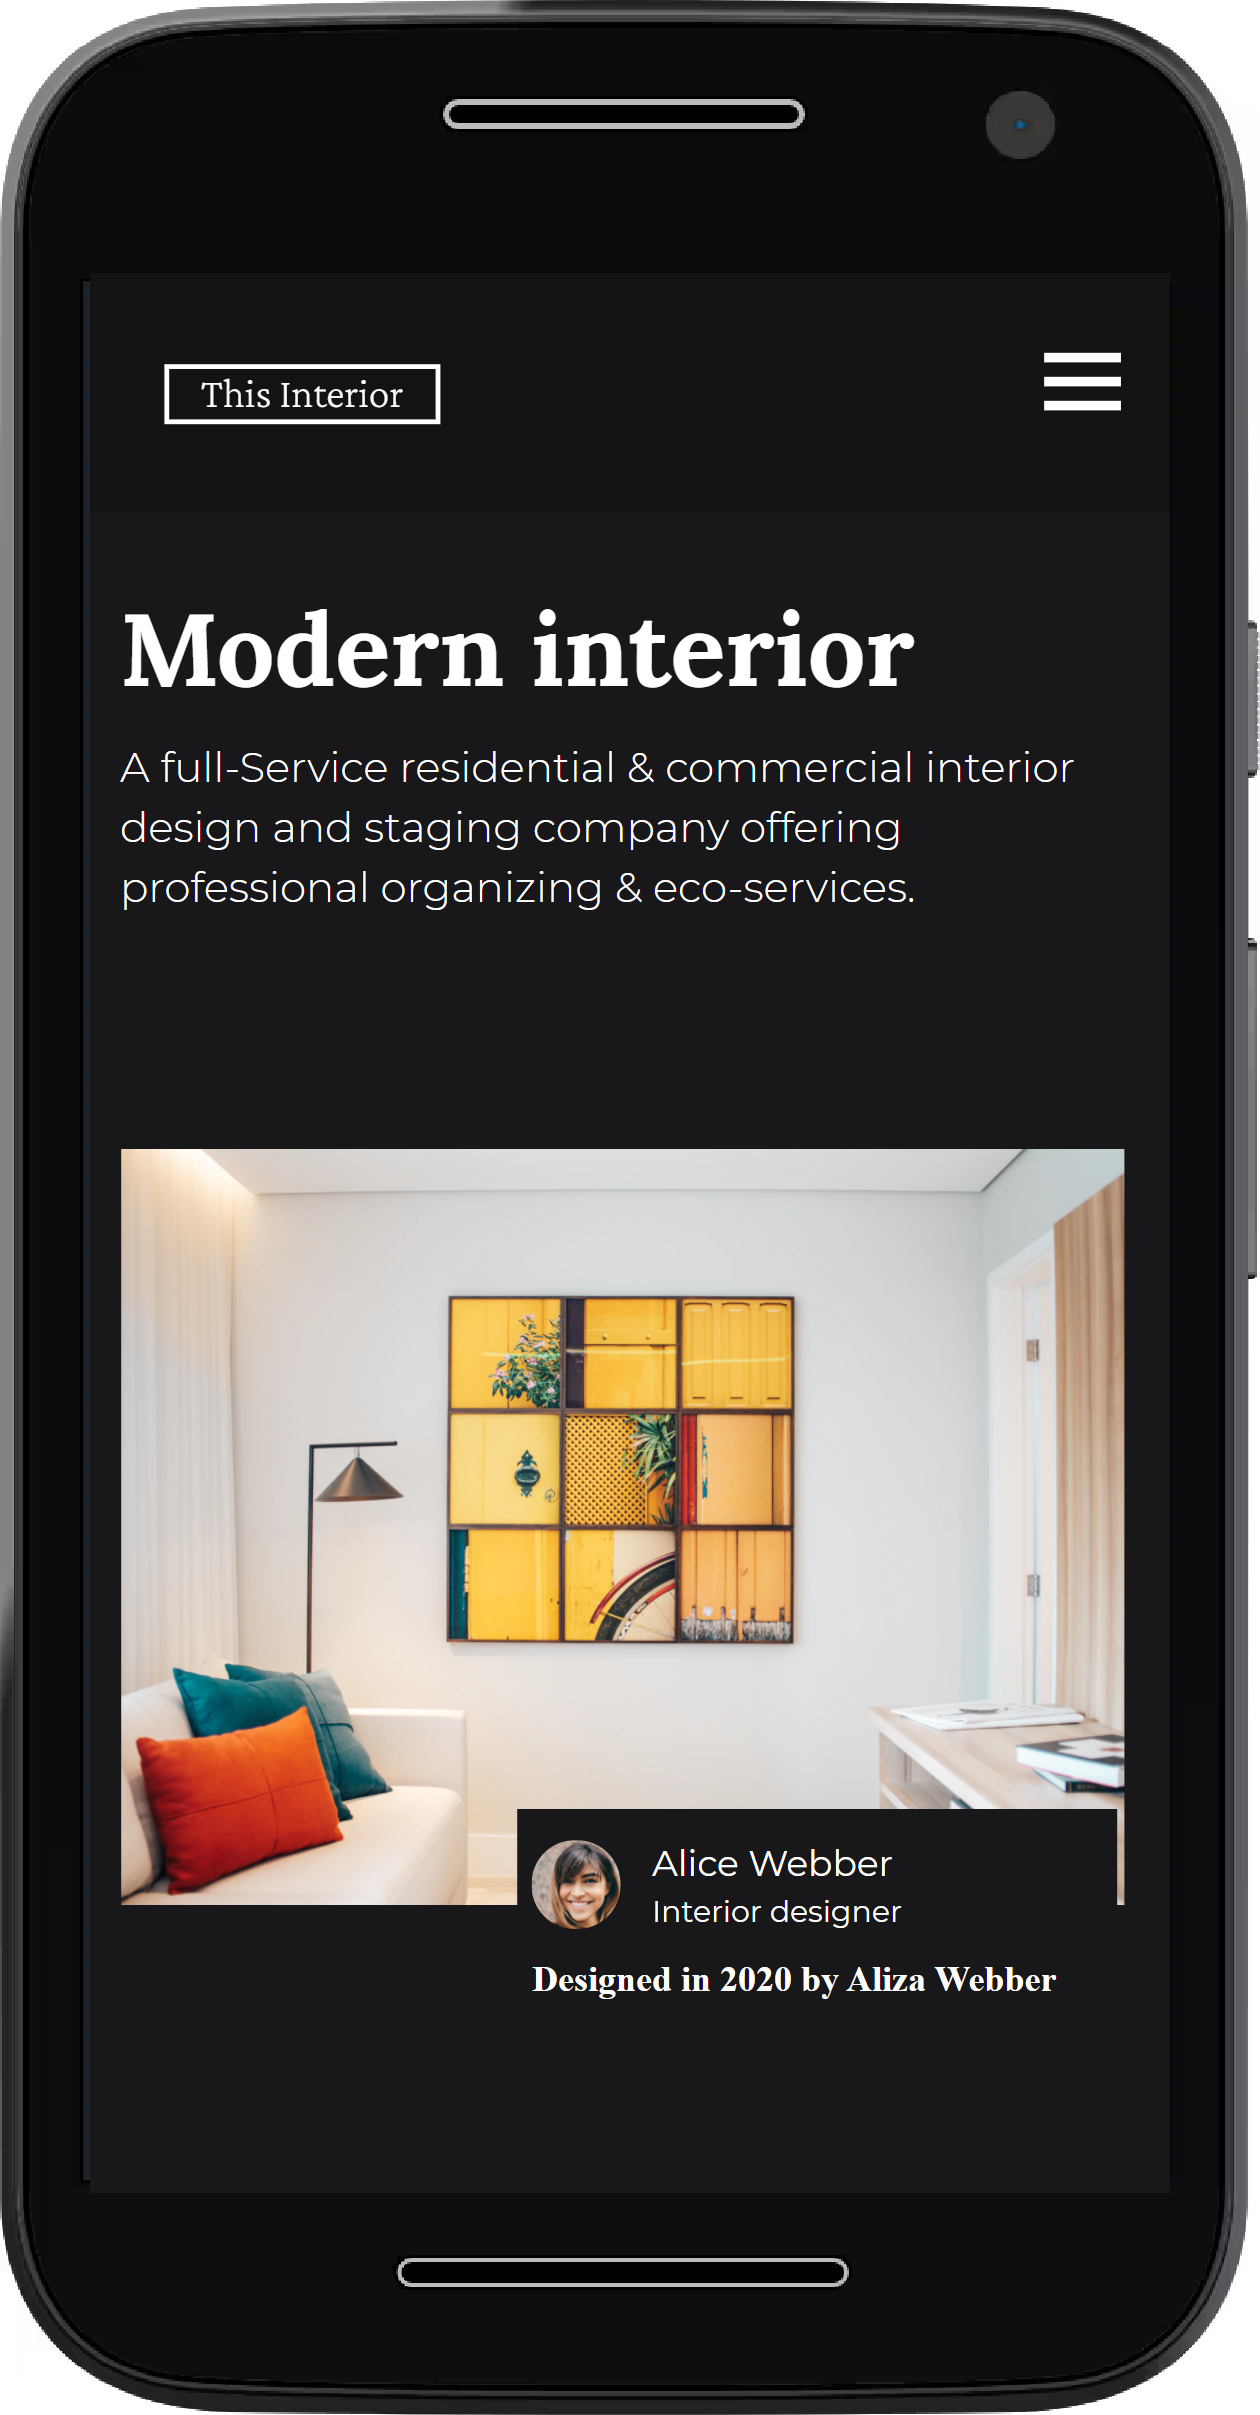 This Interior
Modern interior
A full-Service residential & commercial interior
design and staging company offering
professional organizing & eco-services.
Alice Webber
Interior designer
Designed in 2020 by Aliza Webber